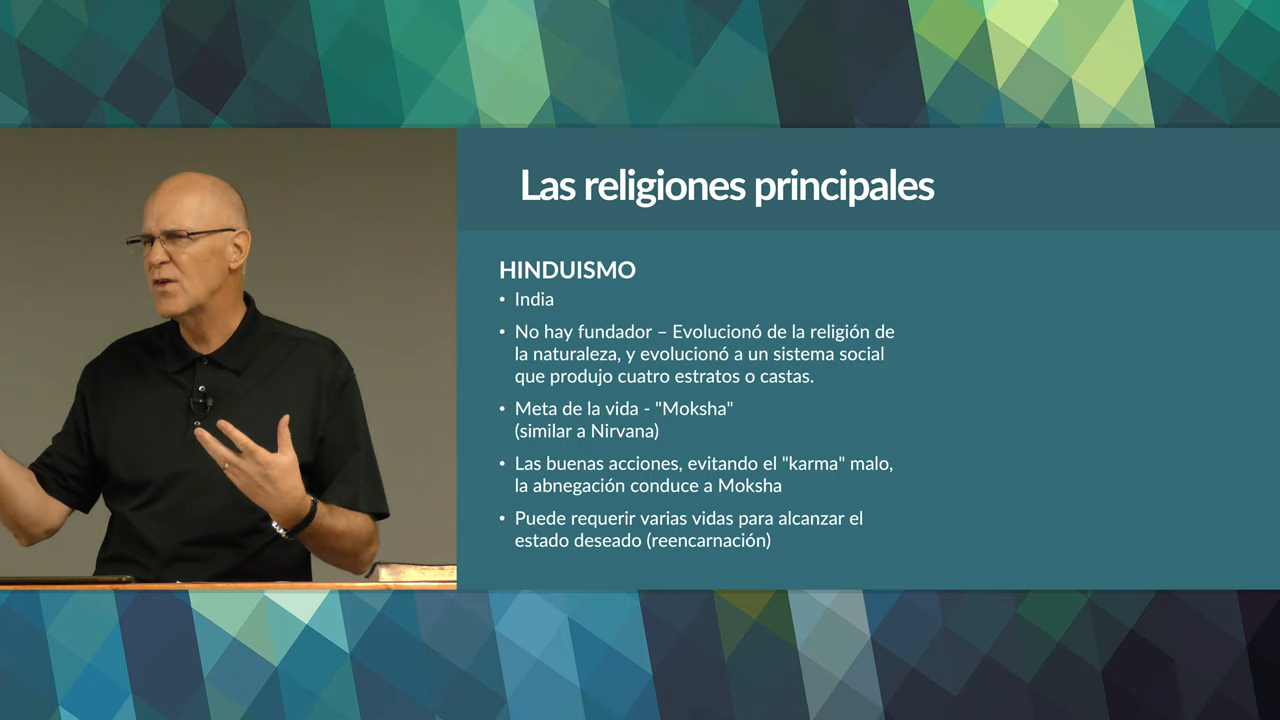 Las religiones principales
HINDUISMO
• India
• No hay fundador – Evolucionó de la religión de
la naturaleza, y evolucionó a un sistema social
que produjo cuatro estratos o castas.
• Meta de la vida - "Moksha"
(similar a Nirvana)
• Las buenas acciones, evitando el "karma" malo,
la abnegación conduce a Moksha
• Puede requerir varias vidas para alcanzar el
estado deseado (reencarnación)